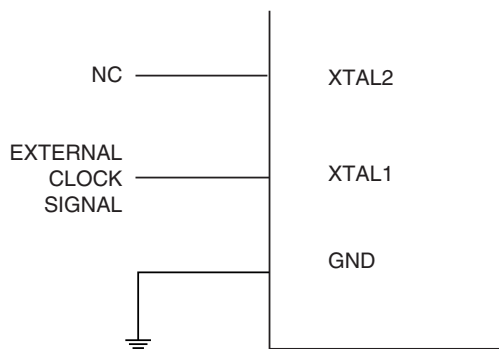 NC
XTAL2
EXTERNAL
CLOCK
SIGNAL
XTAL1
GND